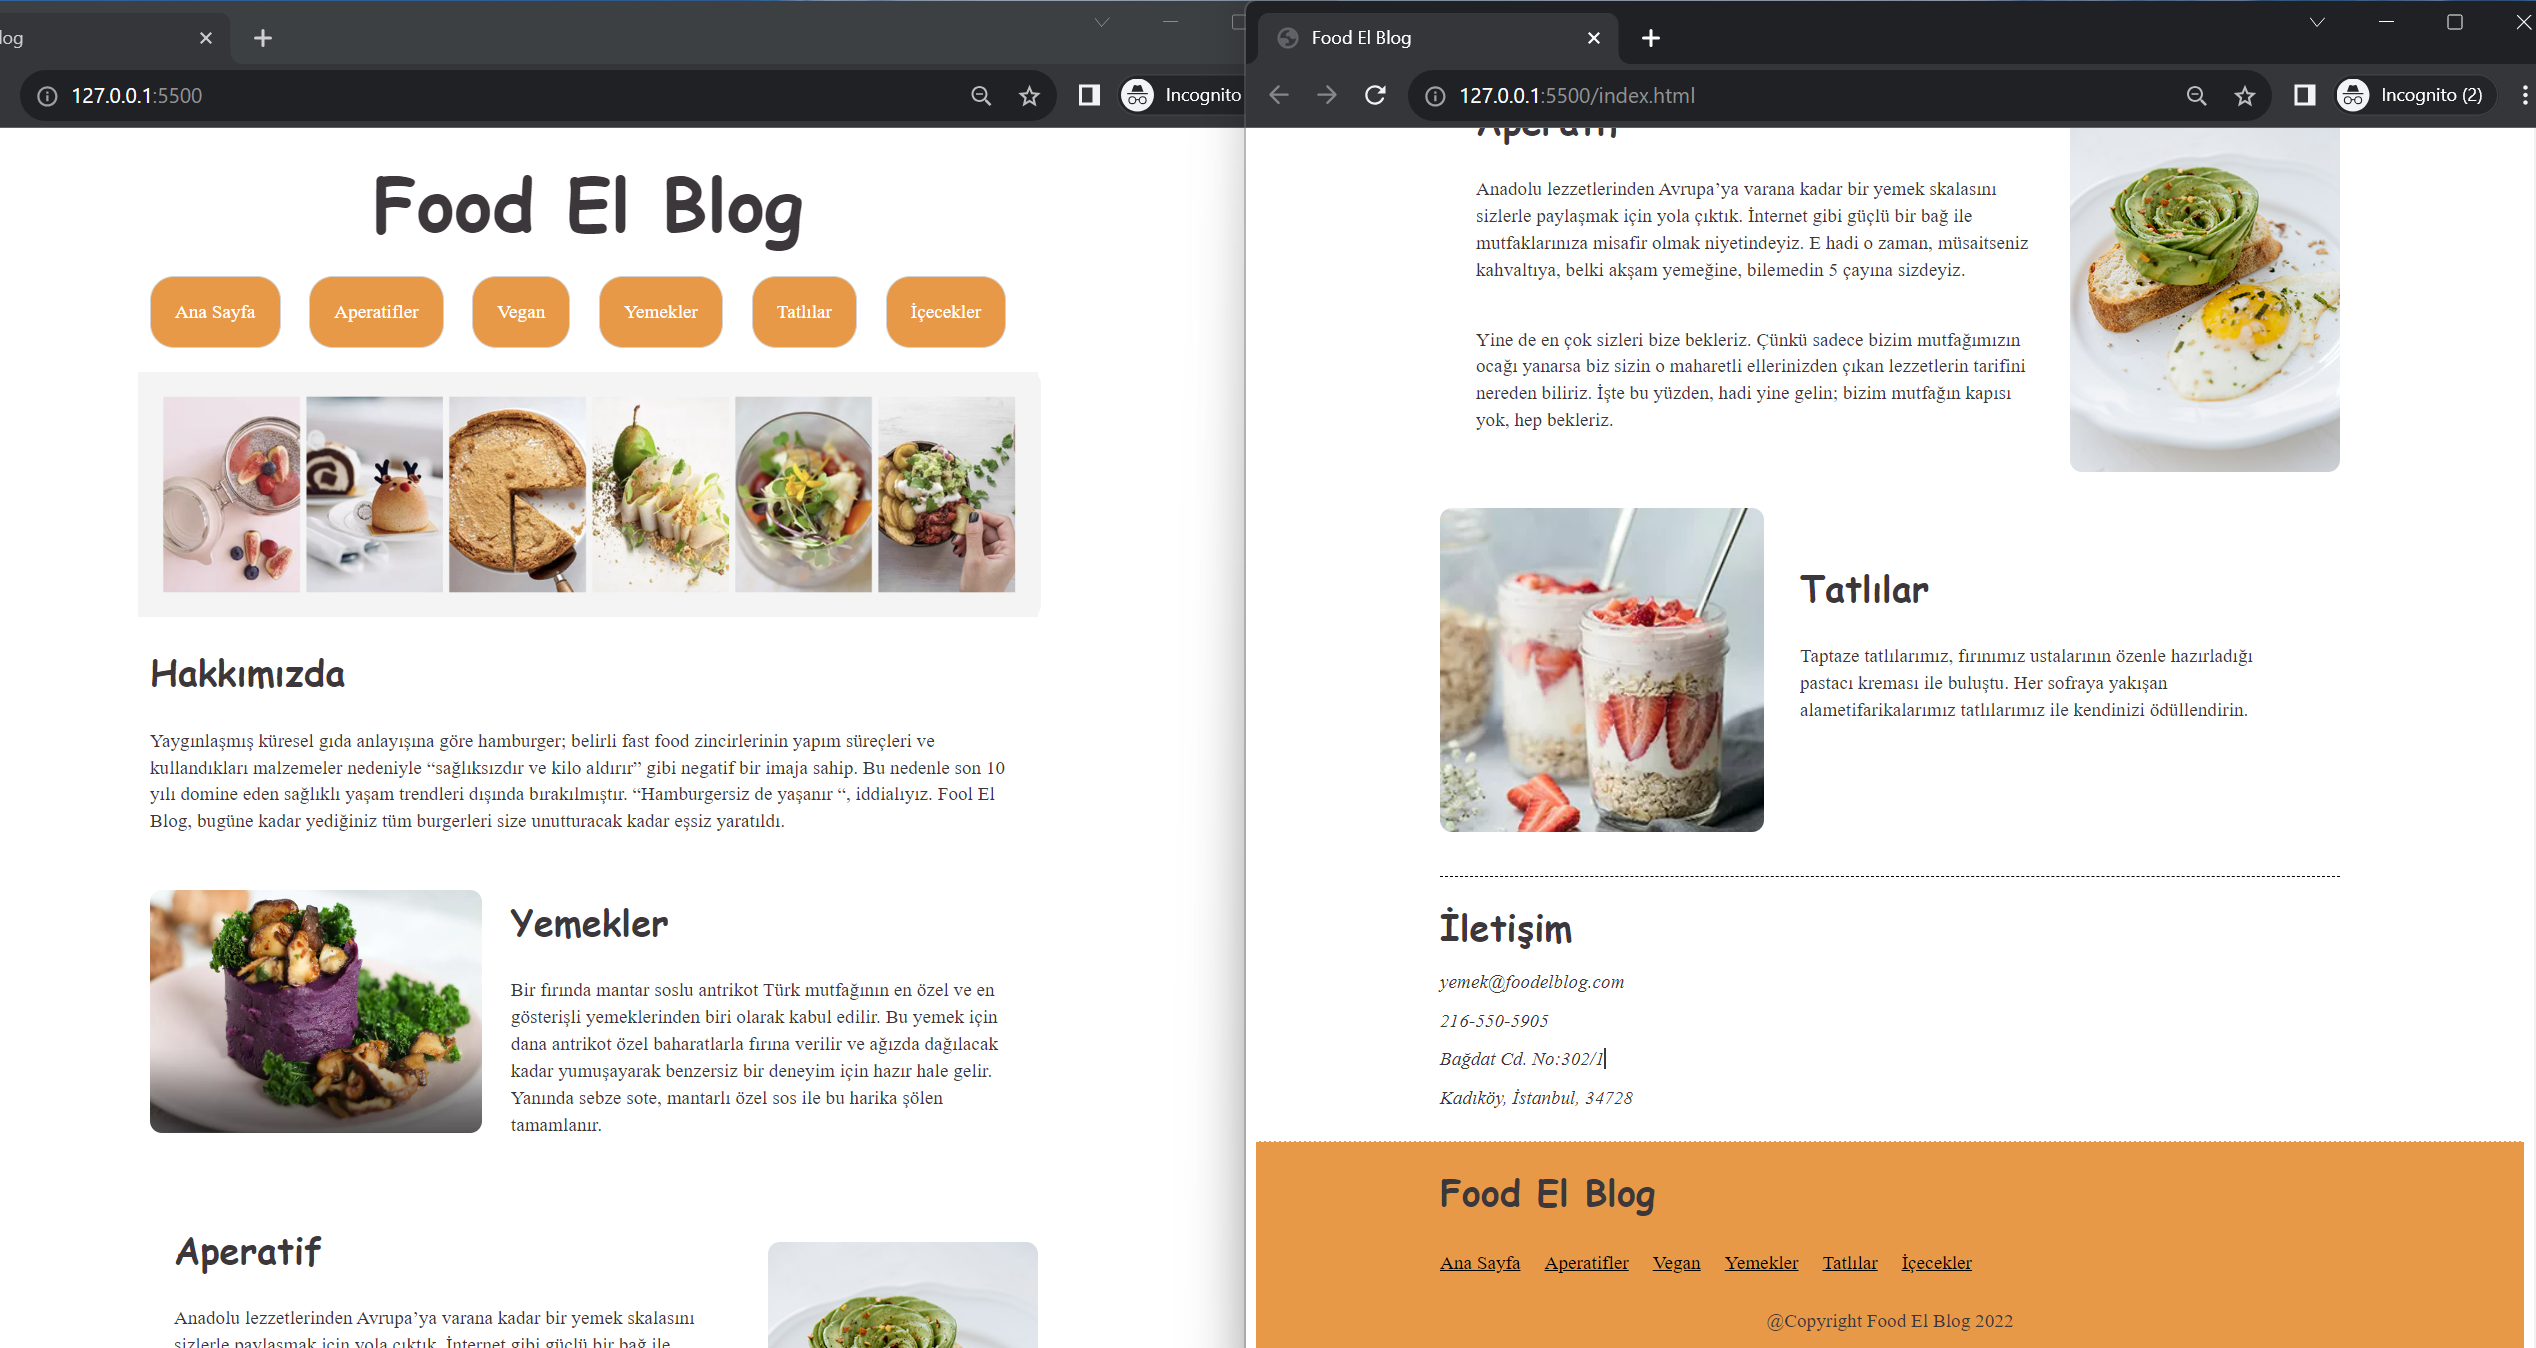 log
127.0.0.1:5500
Incognito
Food El Blog
Ana Sayfa Aperatifler Vegan Yemekler Tatlılar İçecekler
Hakkımızda
Yaygınlaşmış küresel gıda anlayışına göre hamburger; belirli fast food zincirlerinin yapım süreçleri ve
kullandıkları malzemeler nedeniyle “sağlıksızdır ve kilo aldırır” gibi negatif bir imaja sahip. Bu nedenle son 10
yılı domine eden sağlıklı yaşam trendleri dışında bırakılmıştır. “Hamburgersiz de yaşanır “, iddialıyız. Fool El
Blog, bugüne kadar yediğiniz tüm burgerleri size unutturacak kadar eşsiz yaratıldı.
Yemekler
Bir fırında mantar soslu antrikot Türk mutfağının en özel ve en
gösterişli yemeklerinden biri olarak kabul edilir. Bu yemek için
dana antrikot özel baharatlarla fırına verilir ve ağızda dağılacak
kadar yumuşayarak benzersiz bir deneyim için hazır hale gelir.
Yanında sebze sote, mantarlı özel sos ile bu harika şölen
tamamlanır.
Aperatif
Anadolu lezzetlerinden Avrupa’ya varana kadar bir yemek skalasını
sizlerle paylaşmak için yola çıktık. İnternet gibi güçlü bir bağ ile
Food El Blog
127.0.0.1:5500/index.html
Incognito (2)
Aperatif
Anadolu lezzetlerinden Avrupa’ya varana kadar bir yemek skalasını
sizlerle paylaşmak için yola çıktık. İnternet gibi güçlü bir bağ ile
mutfaklarınıza misafir olmak niyetindeyiz. E hadi o zaman, müsaitseniz
kahvaltıya, belki akşam yemeğine, bilemedin 5 çayına sizdeyiz.
Yine de en çok sizleri bize bekleriz. Çünkü sadece bizim mutfağımızın
ocağı yanarsa biz sizin o maharetli ellerinizden çıkan lezzetlerin tarifini
nereden biliriz. İşte bu yüzden, hadi yine gelin; bizim mutfağın kapısı
yok, hep bekleriz.
Tatlılar
Taptaze tatlılarımız, fırınımız ustalarının özenle hazırladığı
pastacı kreması ile buluştu. Her sofraya yakışan
alametifarikalarımız tatlılarımız ile kendinizi ödüllendirin.
İletişim
yemek@foodelblog.com
216-550-5905
Bağdat Cd. No:302/1
Kadıköy, İstanbul, 34728
Food El Blog
Ana Sayfa Aperatifler Vegan Yemekler Tatlılar İçecekler
@Copyright Food El Blog 2022